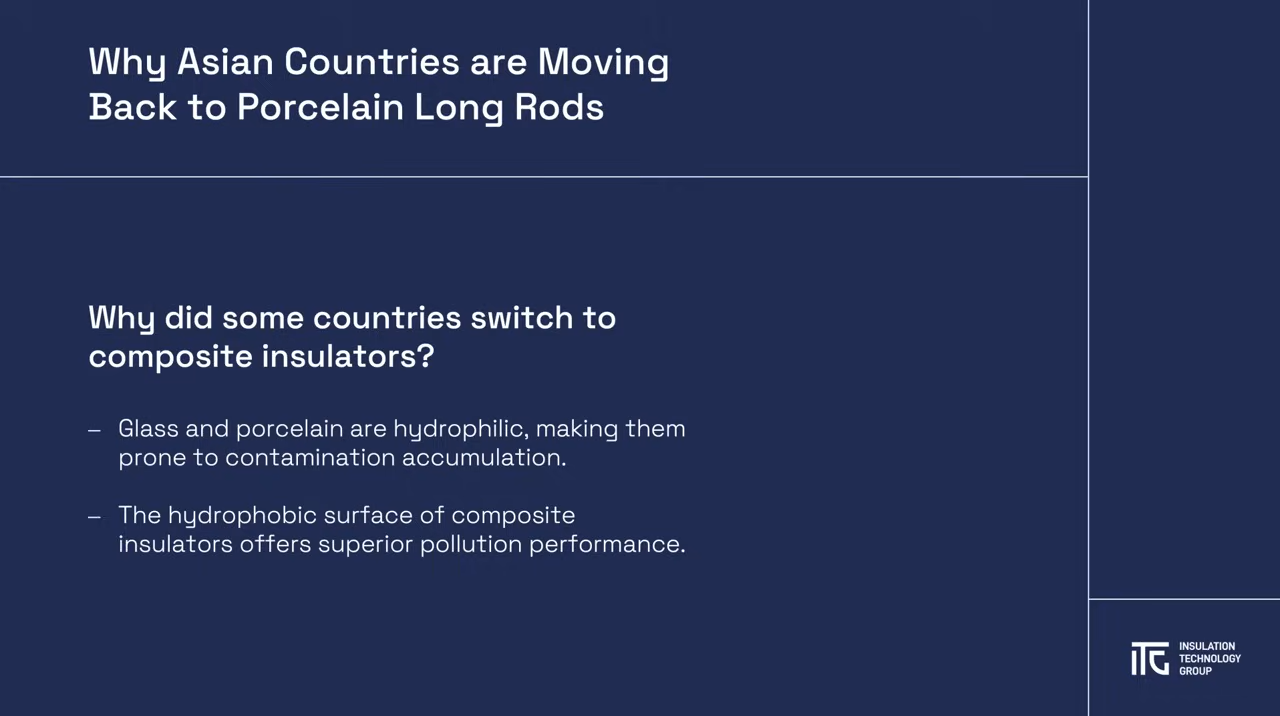 Why Asian Countries are Moving
Back to Porcelain Long Rods
Why did some countries switch to
composite insulators?
– Glass and porcelain are hydrophilic, making them
prone to contamination accumulation.
– The hydrophobic surface of composite
insulators offers superior pollution performance.
ITG
INSULATION
TECHNOLOGY
GROUP